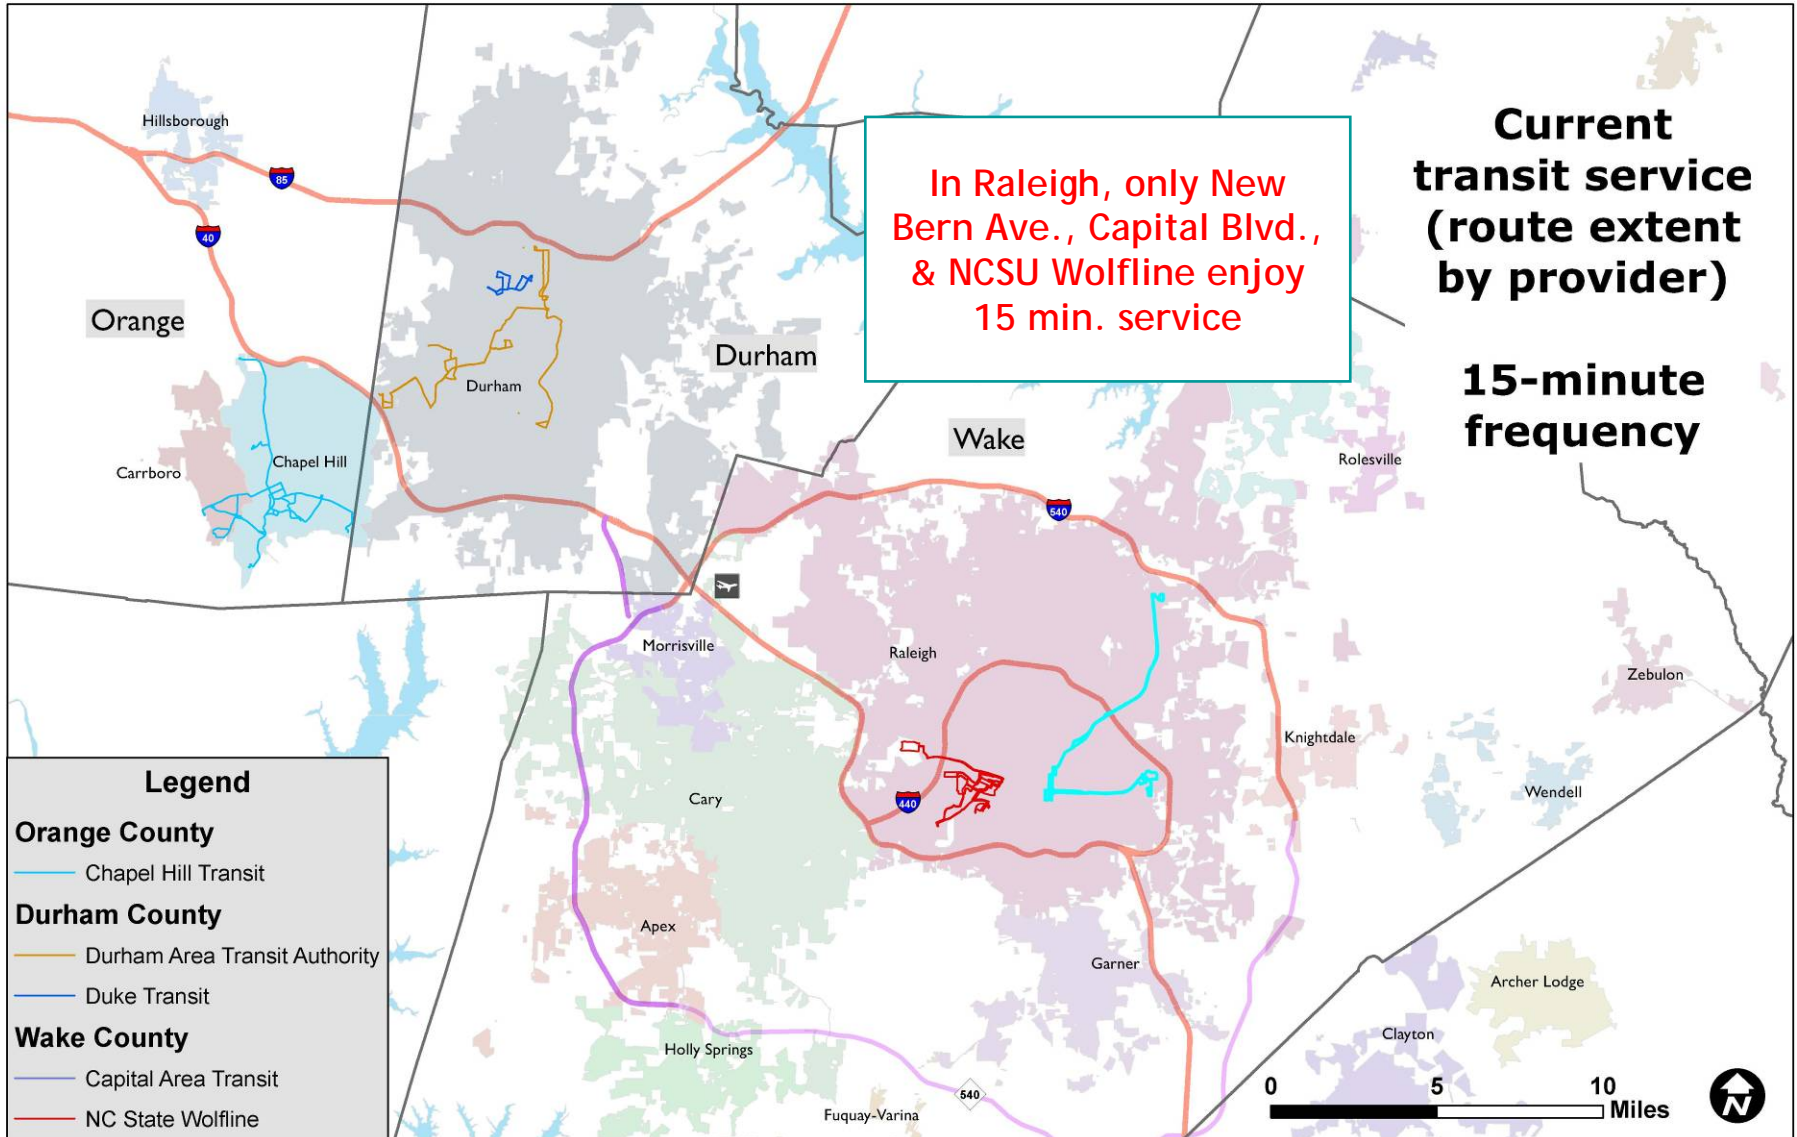 Current
transit service
(route extent
by provider)
15-minute
frequency
In Raleigh, only New
Bern Ave., Capital Blvd.,
& NCSU Wolfline enjoy
15 min. service
Hillsborough
85
40
Orange
Durham
Durham
Wake
Carrboro
Chapel Hill
Rolesville
540
Morrisville
Raleigh
Zebulon
Knightdale
Wendell
Cary
440
Apex
Garner
Archer Lodge
Clayton
Holly Springs
540
Fuquay-Varina
Legend
Orange County
Chapel Hill Transit
Durham County
Durham Area Transit Authority
Duke Transit
Wake County
Capital Area Transit
NC State Wolfline
0 5 10
Miles
N